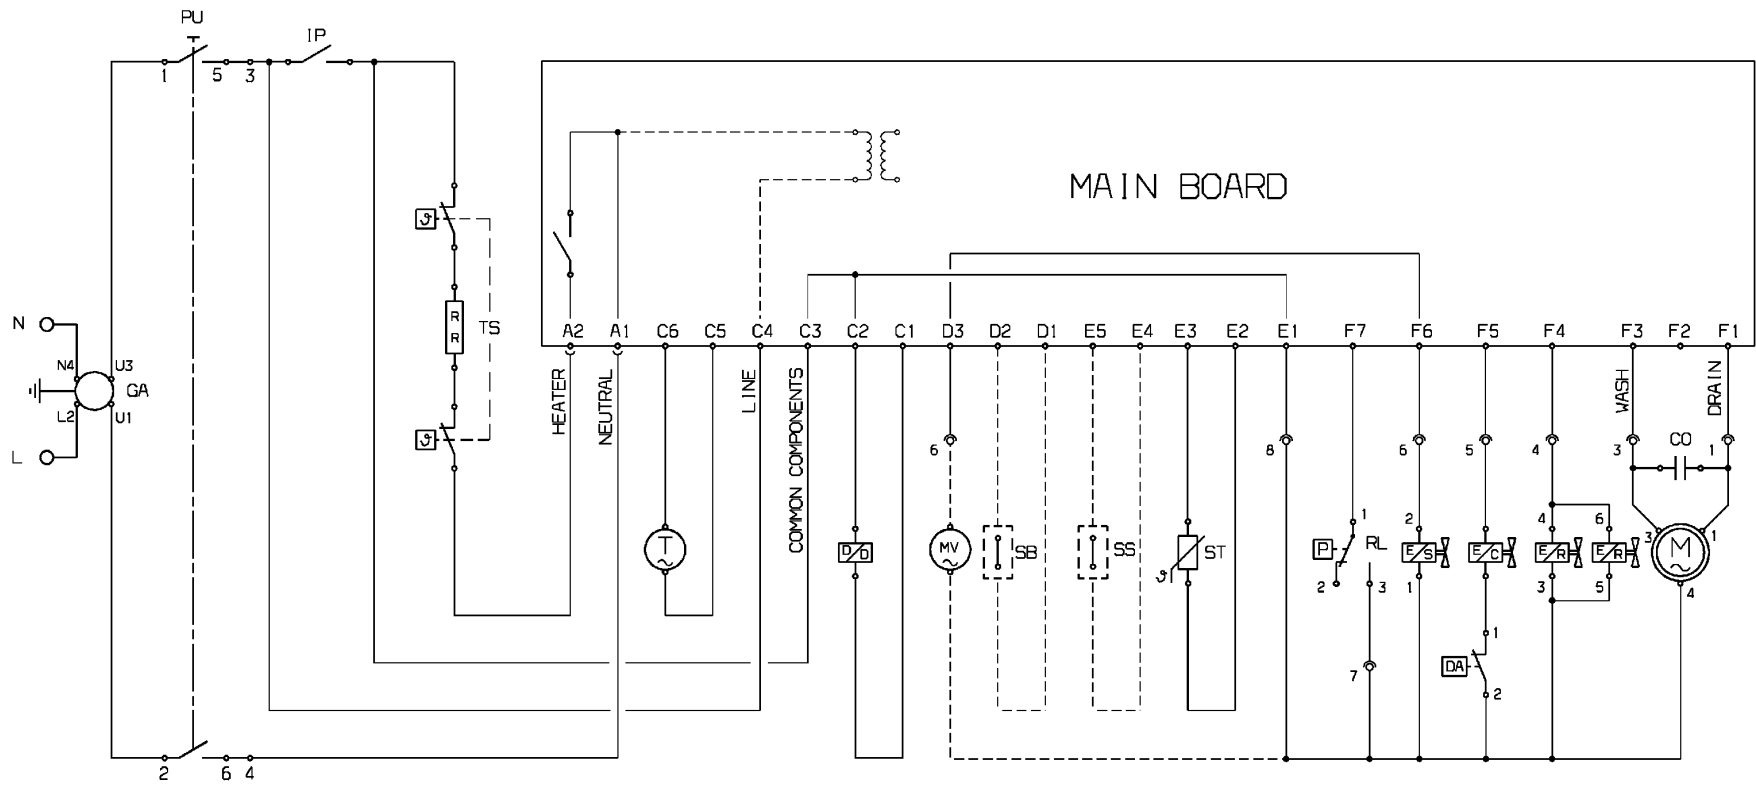 PU
IP
1 5 3
MAIN BOARD
ϑ
R R
TS
N
A2 A1 C6 C5 C4 C3 C2 C1 D3 D2 D1 E5 E4 E3 E2 E1 F7 F6 F5 F4 F3 F2 F1
N4 U3
GA
L2 U1
L
HEATER
NEUTRAL
LINE
COMMON COMPONENTS
WASH
DRAIN
ϑ
6 8 6 5 4 3 CO 1
1 2 4 6
T
D/D
MV
SB
SS
ST
ϑ
P
RL
E/S
E/C
E/R
E/R
3 M 1
2 3 1 3 5 4
1
7
DA
2
2 6 4